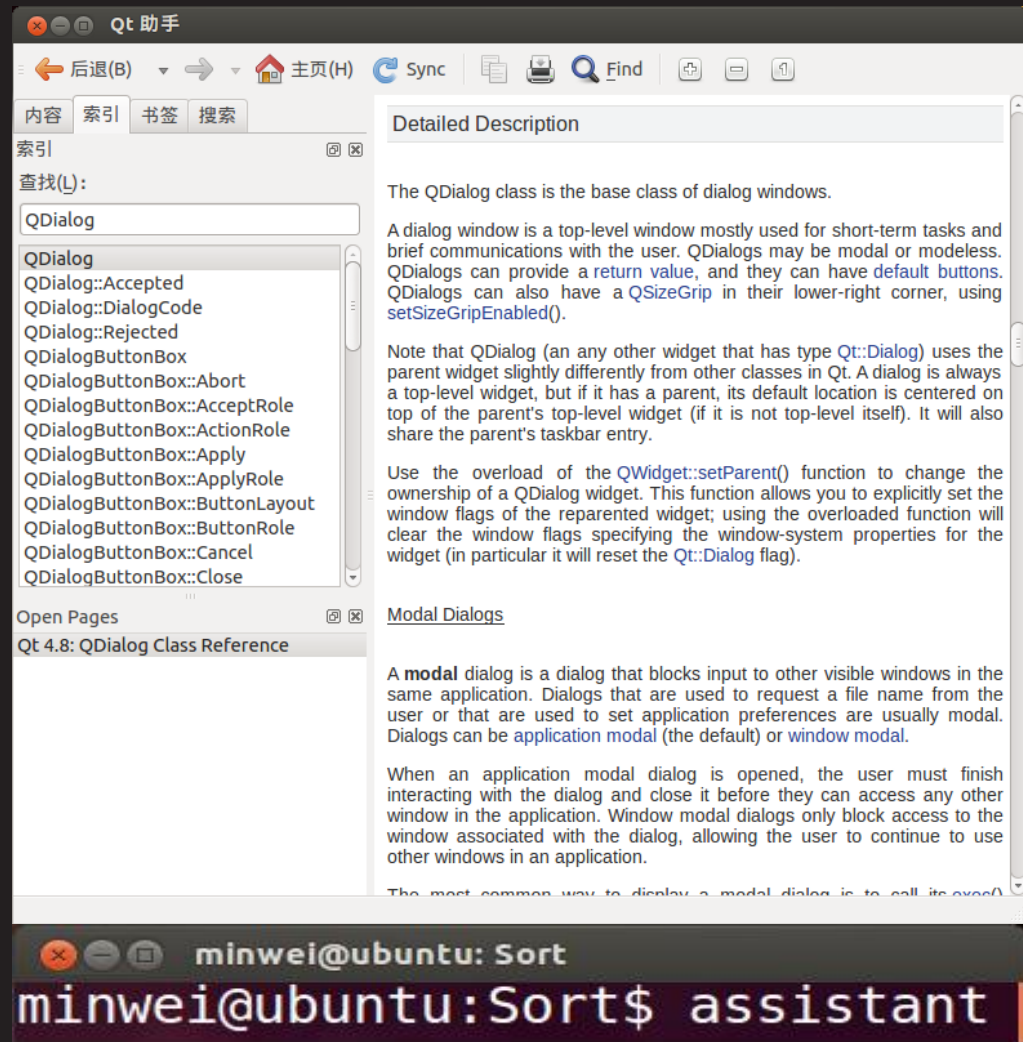 Qt 助手
后退(B) 主页(H) Sync Find
内容 索引 书签 搜索
索引
查找(L):
QDialog
QDialog
QDialog::Accepted
QDialog::DialogCode
QDialog::Rejected
QDialogButtonBox
QDialogButtonBox::Abort
QDialogButtonBox::AcceptRole
QDialogButtonBox::ActionRole
QDialogButtonBox::Apply
QDialogButtonBox::ApplyRole
QDialogButtonBox::ButtonLayout
QDialogButtonBox::ButtonRole
QDialogButtonBox::Cancel
QDialogButtonBox::Close
Open Pages
Qt 4.8: QDialog Class Reference
Detailed Description
The QDialog class is the base class of dialog windows.
A dialog window is a top-level window mostly used for short-term tasks and
brief communications with the user. QDialogs may be modal or modeless.
QDialogs can provide a return value, and they can have default buttons.
QDialogs can also have a QSizeGrip in their lower-right corner, using
setSizeGripEnabled().
Note that QDialog (an any other widget that has type Qt::Dialog) uses the
parent widget slightly differently from other classes in Qt. A dialog is always
a top-level widget, but if it has a parent, its default location is centered on
top of the parent's top-level widget (if it is not top-level itself). It will also
share the parent's taskbar entry.
Use the overload of the QWidget::setParent() function to change the
ownership of a QDialog widget. This function allows you to explicitly set the
window flags of the reparented widget; using the overloaded function will
clear the window flags specifying the window-system properties for the
widget (in particular it will reset the Qt::Dialog flag).
Modal Dialogs
A modal dialog is a dialog that blocks input to other visible windows in the
same application. Dialogs that are used to request a file name from the
user or that are used to set application preferences are usually modal.
Dialogs can be application modal (the default) or window modal.
When an application modal dialog is opened, the user must finish
interacting with the dialog and close it before they can access any other
window in the application. Window modal dialogs only block access to the
window associated with the dialog, allowing the user to continue to use
other windows in an application.
The most common way to display a modal dialog is to call its exec()
minwei@ubuntu: Sort
minwei@ubuntu:Sort$ assistant